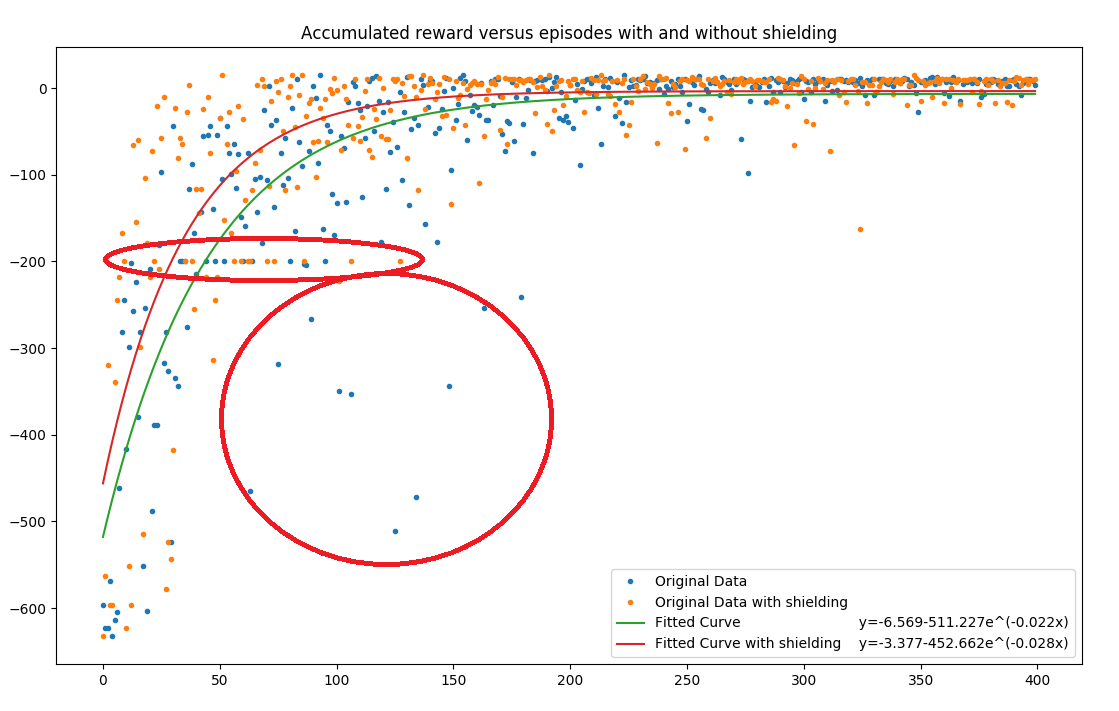 Accumulated reward versus episodes with and without shielding
0
−100
−200
−300
−400
−500
−600
Original Data
Original Data with shielding
Fitted Curve y=-6.569-511.227e^(-0.022x)
Fitted Curve with shielding y=-3.377-452.662e^(-0.028x)
0 50 100 150 200 250 300 350 400